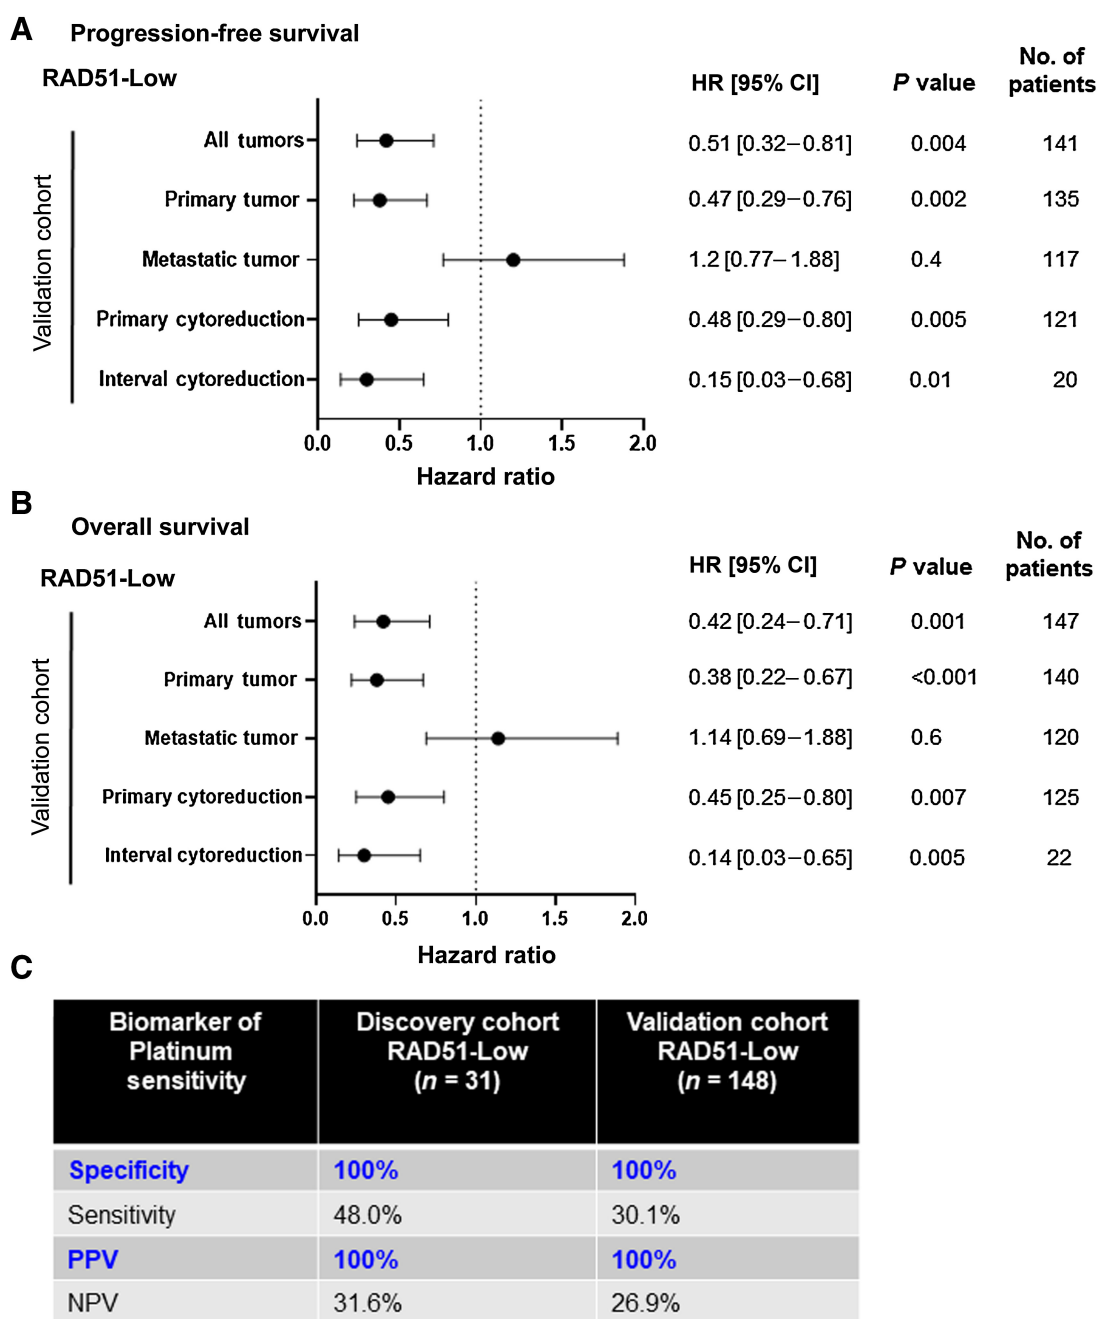 A Progression-free survival
RAD51-Low
HR [95% CI] P value No. of patients
Validation cohort
All tumors 0.51 [0.32–0.81] 0.004 141
Primary tumor 0.47 [0.29–0.76] 0.002 135
Metastatic tumor 1.2 [0.77–1.88] 0.4 117
Primary cytoreduction 0.48 [0.29–0.80] 0.005 121
Interval cytoreduction 0.15 [0.03–0.68] 0.01 20
0.0 0.5 1.0 1.5 2.0
Hazard ratio
B Overall survival
RAD51-Low
HR [95% CI] P value No. of patients
Validation cohort
All tumors 0.42 [0.24–0.71] 0.001 147
Primary tumor 0.38 [0.22–0.67] <0.001 140
Metastatic tumor 1.14 [0.69–1.88] 0.6 120
Primary cytoreduction 0.45 [0.25–0.80] 0.007 125
Interval cytoreduction 0.14 [0.03–0.65] 0.005 22
0.0 0.5 1.0 1.5 2.0
Hazard ratio
C
Biomarker of Platinum sensitivity Discovery cohort RAD51-Low (n = 31) Validation cohort RAD51-Low (n = 148)
Specificity 100% 100%
Sensitivity 48.0% 30.1%
PPV 100% 100%
NPV 31.6% 26.9%